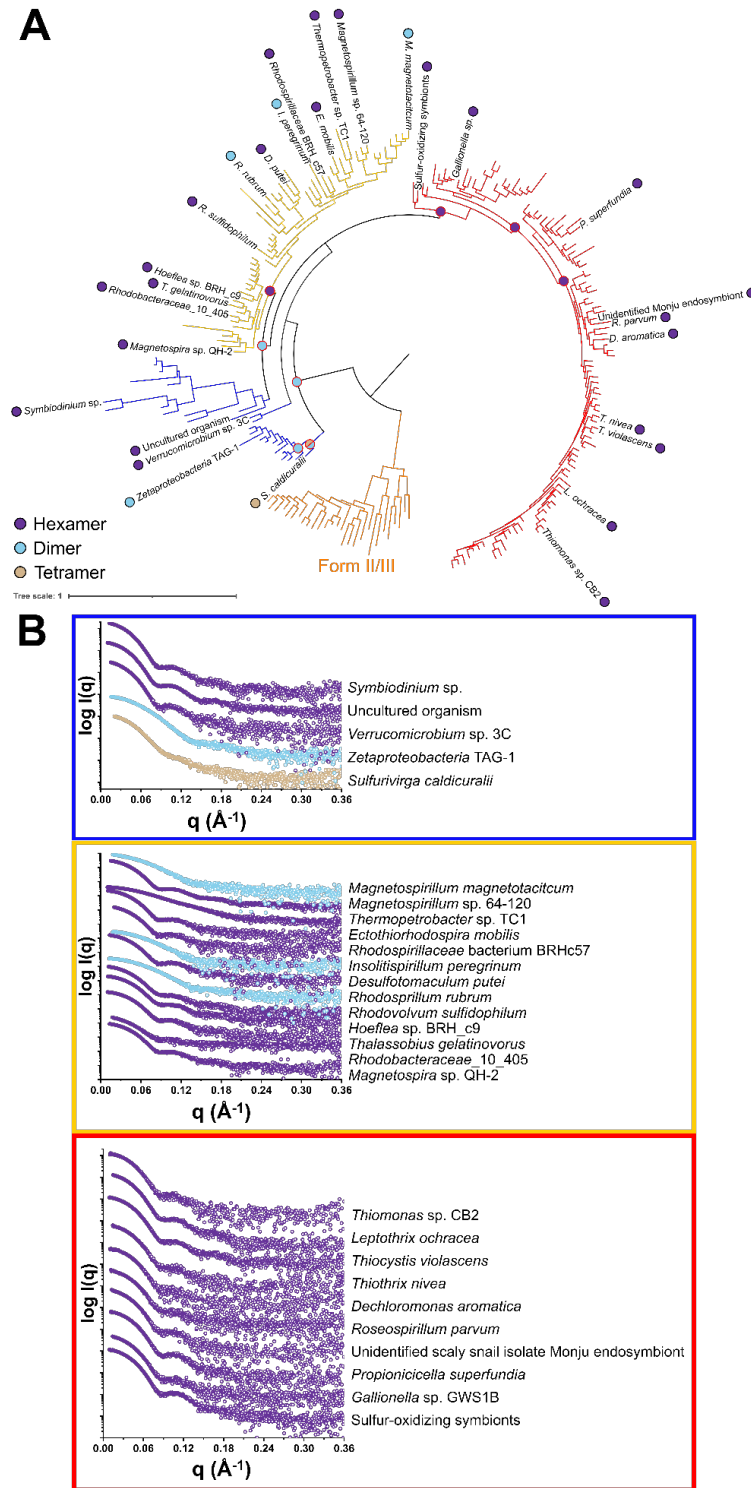 A
Rhodospirillaceae BRH_c57
I. peregrinum
E. mobilis
Thermopetrobacter sp. TC1
Magnetospirillum sp. 64-120
M. magnetotacitcum
Sulfur-oxidizing symbionts
Gallionella sp.
P. superfundia
Unidentified Monju endosymbiont
R. parvum
D. aromatica
T. nivea
T. violascens
L. ochracea
Thiomonas sp. CB2
D. putei
R. rubrum
R. sulfidophilum
Hoeflea sp. BRH_c9
T. gelatinovorus
Rhodobacteraceae_10_405
Magnetospira sp. QH-2
Symbiodinium sp.
Uncultured organism
Verrucomicrobium sp. 3C
Zetaproteobacteria TAG-1
S. caldicuralii
Hexamer
Dimer
Tetramer
Form II/III
Tree scale: 1
B
log I(q)
Symbiodinium sp.
Uncultured organism
Verrucomicrobium sp. 3C
Zetaproteobacteria TAG-1
Sulfurivirga caldicuralii
0.00 0.06 0.12 0.18 0.24 0.30 0.36
q (Å-1)
log I(q)
Magnetospirillum magnetotacitcum
Magnetospirillum sp. 64-120
Thermopetrobacter sp. TC1
Ectothiorhodospira mobilis
Rhodospirillaceae bacterium BRHc57
Insolitispirillum peregrinum
Desulfotomaculum putei
Rhodosprillum rubrum
Rhodovolvum sulfidophilum
Hoeflea sp. BRH_c9
Thalassobius gelatinovorus
Rhodobacteraceae_10_405
Magnetospira sp. QH-2
0.00 0.06 0.12 0.18 0.24 0.30 0.36
q (Å-1)
log I(q)
Thiomonas sp. CB2
Leptothrix ochracea
Thiocystis violascens
Thiothrix nivea
Dechloromonas aromatica
Roseospirillum parvum
Unidentified scaly snail isolate Monju endosymbiont
Propionicicella superfundia
Gallionella sp. GWS1B
Sulfur-oxidizing symbionts
0.00 0.06 0.12 0.18 0.24 0.30 0.36
q (Å-1)